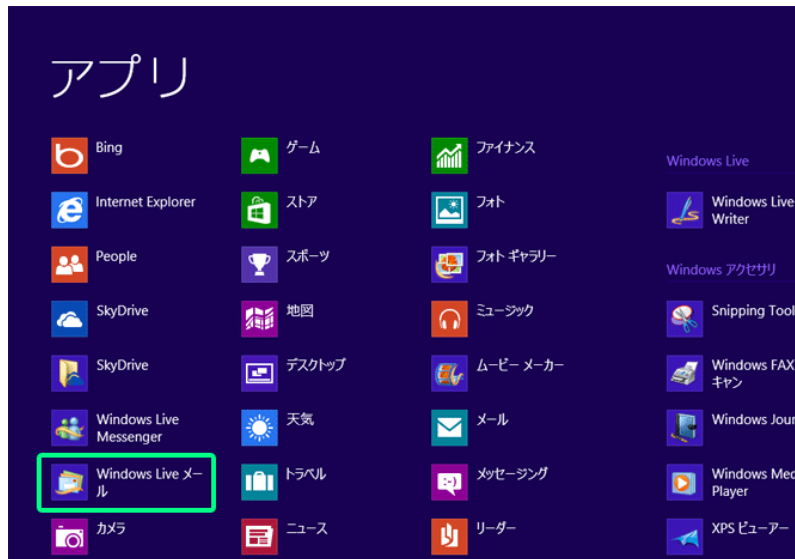 アプリ
Bing
Internet Explorer
People
SkyDrive
SkyDrive
Windows Live
Messenger
Windows Live メー
ル
カメラ
ゲーム
ストア
スポーツ
地図
デスクトップ
天気
トラベル
ニュース
ファイナンス
フォト
フォト ギャラリー
ミュージック
ムービー メーカー
メール
メッセージング
リーダー
Windows Live
Windows Live
Writer
Windows アクセサリ
Snipping Tool
Windows FAX
キャン
Windows Jour
Windows Med
Player
XPS ビューアー